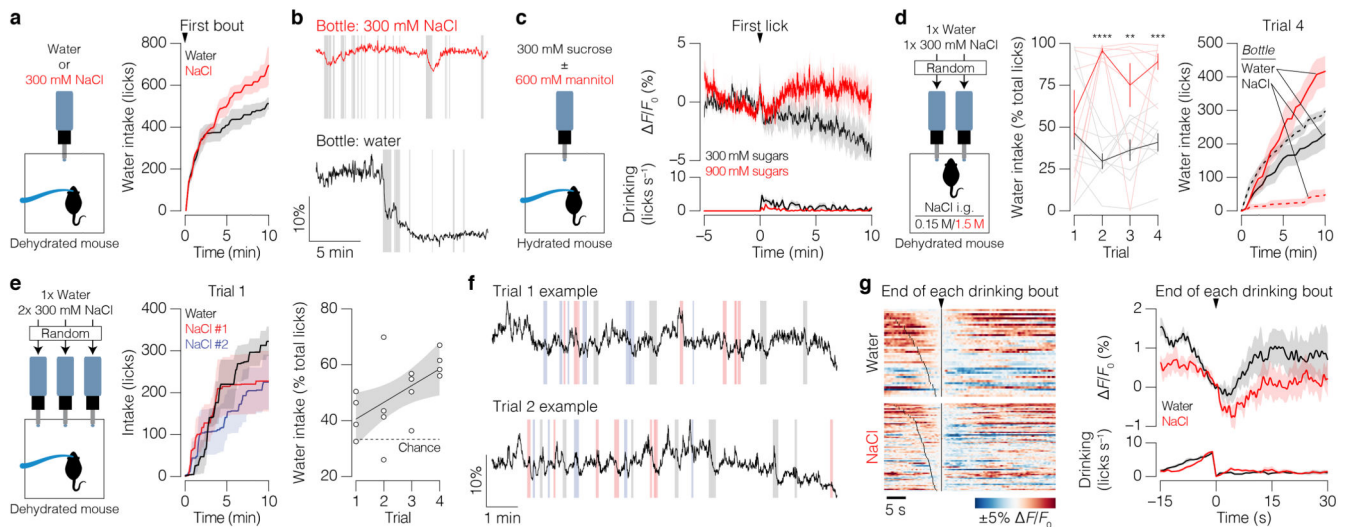 a
Water
or
300 mM NaCl
Dehydrated mouse
First bout
Water
NaCl
Water intake (licks)
800
600
400
200
0
0 5 10
Time (min)
b
Bottle: 300 mM NaCl
Bottle: water
10%
5 min
c
300 mM sucrose
±
600 mM mannitol
Hydrated mouse
First lick
ΔF/F0 (%)
5
0
−5
300 mM sugars
900 mM sugars
Drinking
(licks s−1)
10
0
−5 0 5 10
Time (min)
d
1x Water
1x 300 mM NaCl
Random
NaCl i.g.
0.15 M/1.5 M
Dehydrated mouse
Water intake (% total licks)
100
75
50
25
0
**** ** ***
1 2 3 4
Trial
Trial 4
Bottle
Water
NaCl
Water intake (licks)
500
400
300
200
100
0
0 5 10
Time (min)
e
1x Water
2x 300 mM NaCl
Random
Dehydrated mouse
Trial 1
Water
NaCl #1
NaCl #2
Intake (licks)
400
300
200
100
0
0 5 10
Time (min)
Water intake (% total licks)
80
60
40
20
Chance
1 2 3 4
Trial
f
Trial 1 example
Trial 2 example
10%
1 min
g
End of each drinking bout
Water
NaCl
5 s
±5% ΔF/F0
End of each drinking bout
ΔF/F0 (%)
2
1
0
−1
Water
NaCl
Drinking
(licks s−1)
10
0
−15 0 15 30
Time (s)